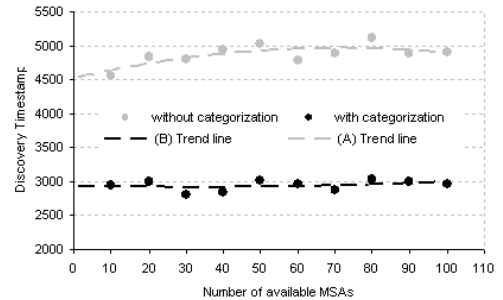 5500
5000
4500
4000
3500
3000
2500
2000
Discovery Timestamp
without categorization with categorization
(B) Trend line (A) Trend line
0 10 20 30 40 50 60 70 80 90 100 110
Number of available MSAs